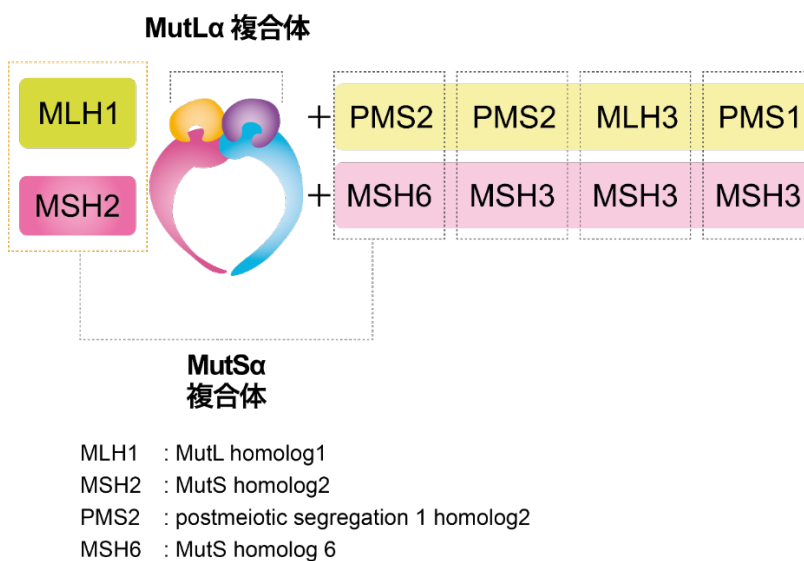 MutLα 複合体
MLH1 + PMS2 PMS2 MLH3 PMS1
MSH2 + MSH6 MSH3 MSH3 MSH3
MutSα
複合体
MLH1 : MutL homolog1
MSH2 : MutS homolog2
PMS2 : postmeiotic segregation 1 homolog2
MSH6 : MutS homolog 6